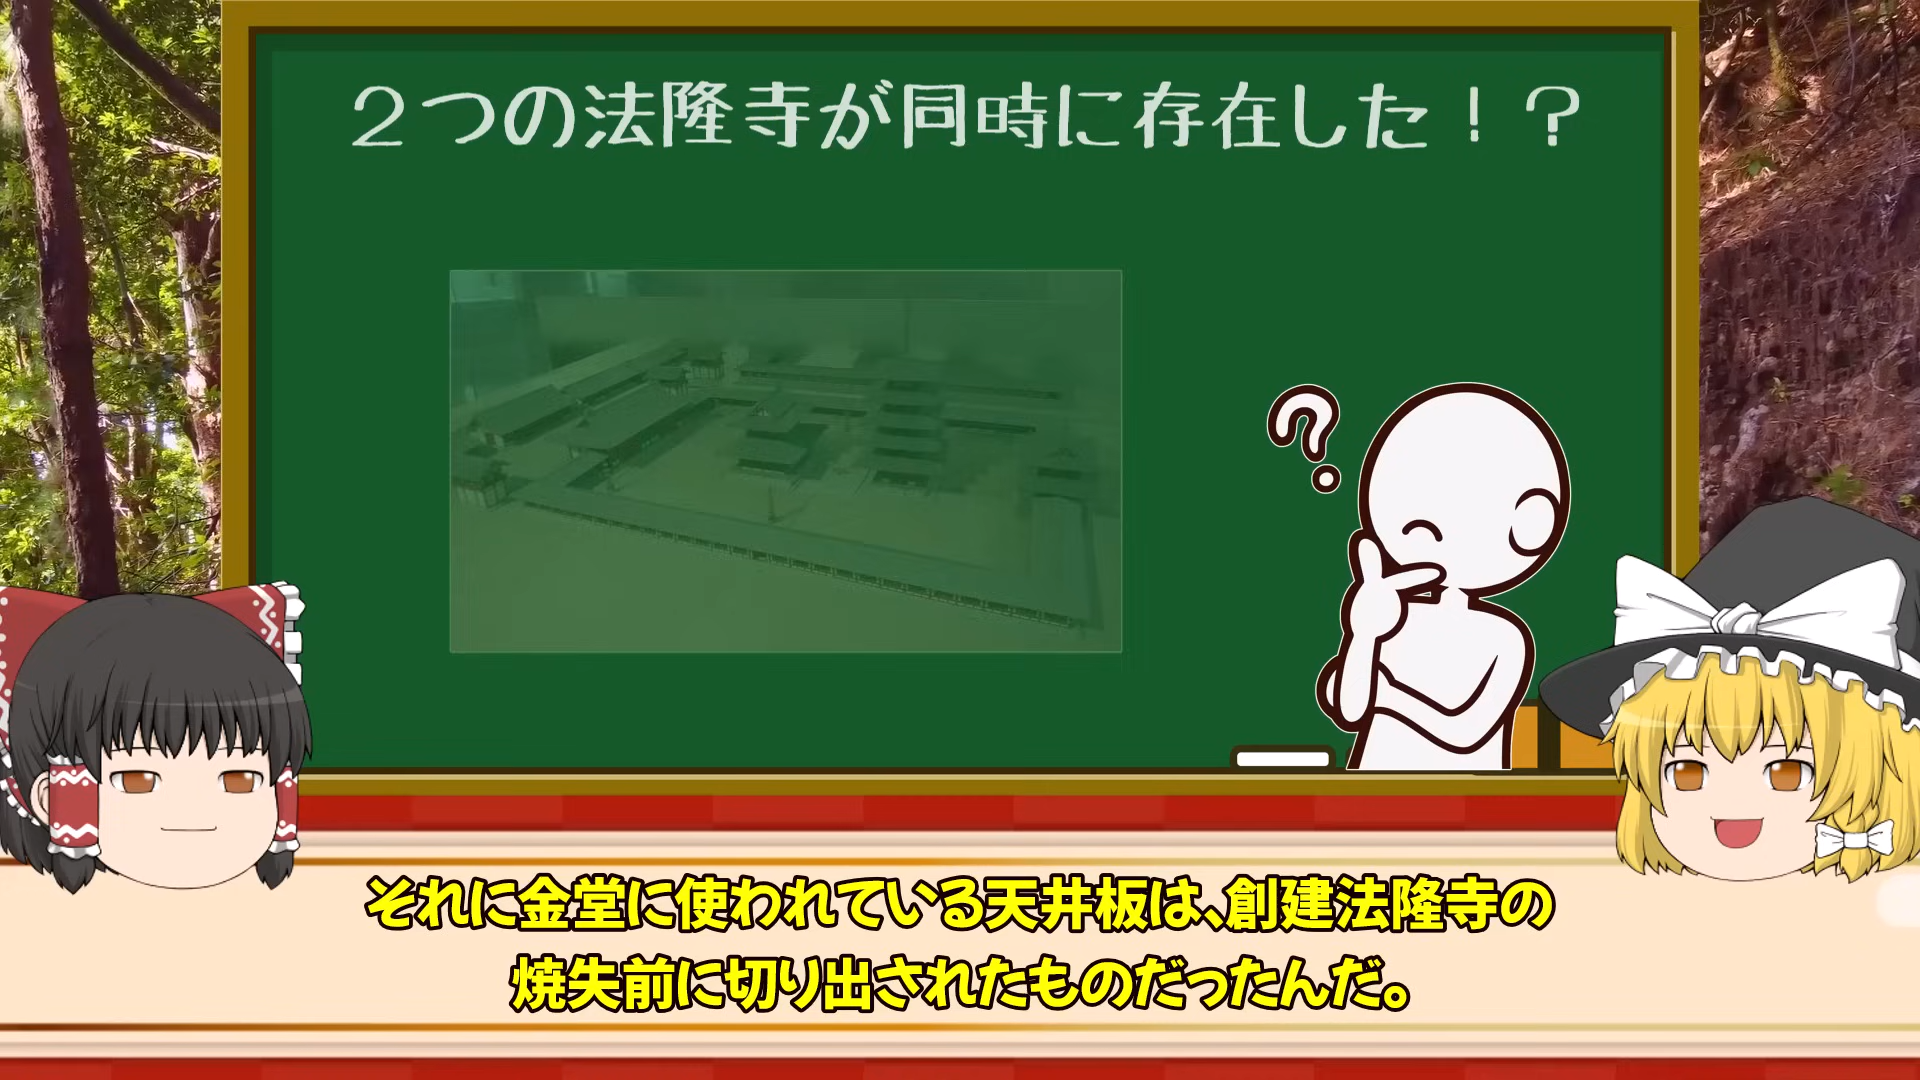 ２つの法隆寺が同時に存在した！？
それに金堂に使われている天井板は、創建法隆寺の
焼失前に切り出されたものだったんだ。